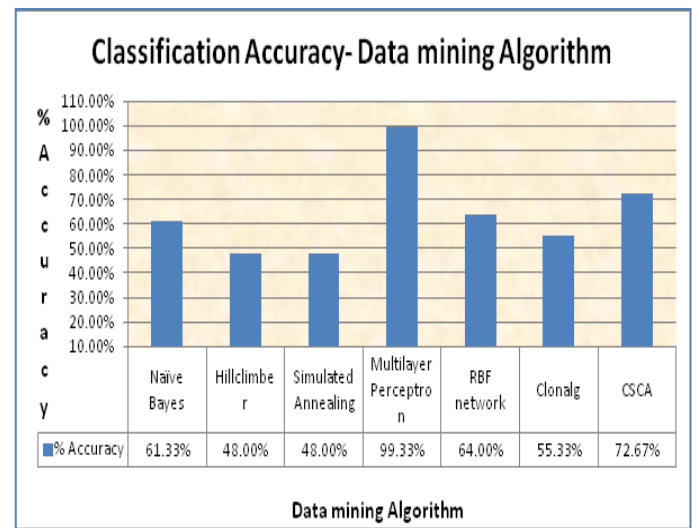 Classification Accuracy- Data mining Algorithm
% Accuracy
110.00%
100.00%
90.00%
80.00%
70.00%
60.00%
50.00%
40.00%
30.00%
20.00%
10.00%
Naïve Bayes
Hillclimbe
r
Simulated
Annealing
Multilayer
Perceptro
n
RBF
network
Clonalg
CSCA
% Accuracy 61.33% 48.00% 48.00% 99.33% 64.00% 55.33% 72.67%
Data mining Algorithm